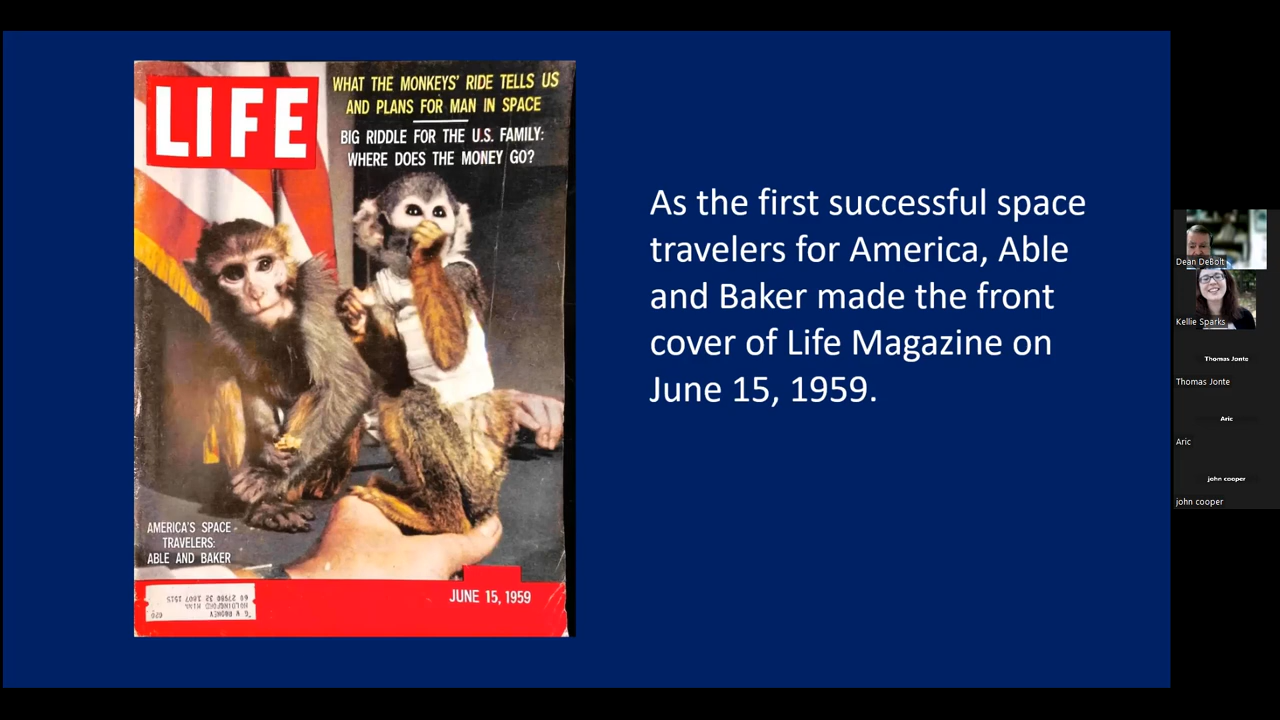 LIFE
WHAT THE MONKEYS' RIDE TELLS US
AND PLANS FOR MAN IN SPACE
BIG RIDDLE FOR THE U.S. FAMILY:
WHERE DOES THE MONEY GO?
AMERICA'S SPACE
TRAVELERS:
ABLE AND BAKER
JUNE 15, 1959
As the first successful space
travelers for America, Able
and Baker made the front
cover of Life Magazine on
June 15, 1959.
Dean DeBolt
Kellie Sparks
Thomas Jonte
Thomas Jonte
Aric
Aric
john cooper
john cooper